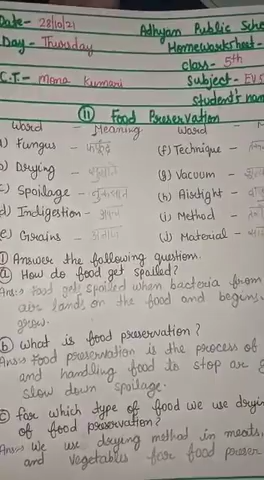 Date- 28/10/21 Adhyan Public Scho
Day- Thursday Homeworksheet-
class- 5th
C.T.- Mona Kumari Subject- EVS
Student's nam
⑪ Food Preservation
Word - Meaning Word -
a) Fungus - फफूंद (f) Technique -
b) Drying - सुखाने (g) Vacuum -
c) Spoilage - नुकसान (h) Airtight -
d) Indigestion - अपच (i) Method -
e) Grains - अनाज (j) Material -
① Answer the following question.
ⓐ How do food get spoiled?
Ans:- Food gets spoiled when bacteria from
air lands on the food and begins
grow.
ⓑ What is food preservation?
Ans:- Food preservation is the process of
and handling food to stop or
slow down spoilage.
ⓒ For which type of food we use dryin
of food preservation?
Ans:- We use drying method in meats,
and vegetables for food preser